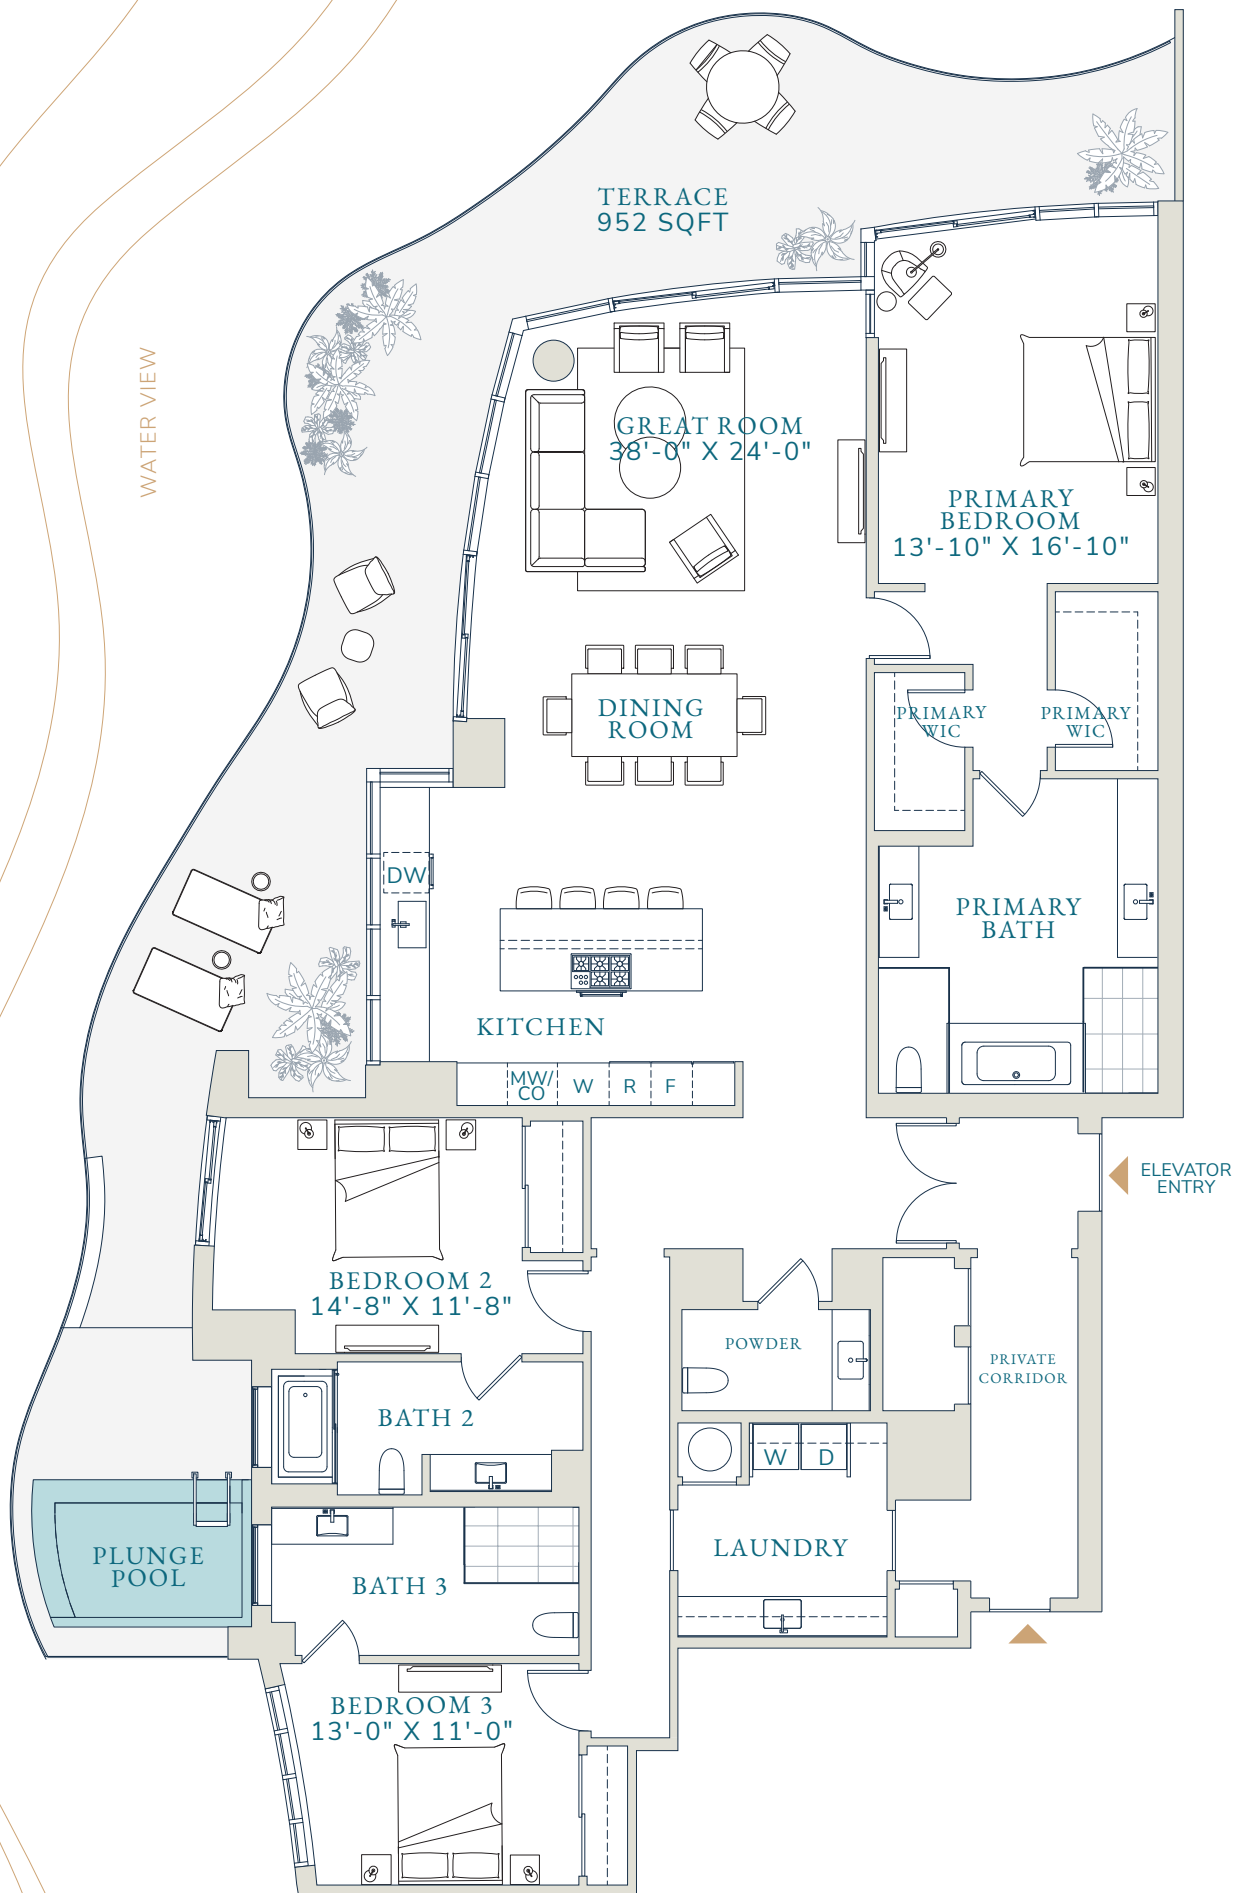 TERRACE
952 SQFT
WATER VIEW
GREAT ROOM
38'-0" X 24'-0"
PRIMARY
BEDROOM
13'-10" X 16'-10"
DINING
ROOM
PRIMARY
WIC
PRIMARY
WIC
DW
PRIMARY
BATH
KITCHEN
MW/
CO
W
R
F
ELEVATOR
ENTRY
BEDROOM 2
14'-8" X 11'-8"
POWDER
PRIVATE
CORRIDOR
BATH 2
W
D
PLUNGE
POOL
LAUNDRY
BATH 3
BEDROOM 3
13'-0" X 11'-0"